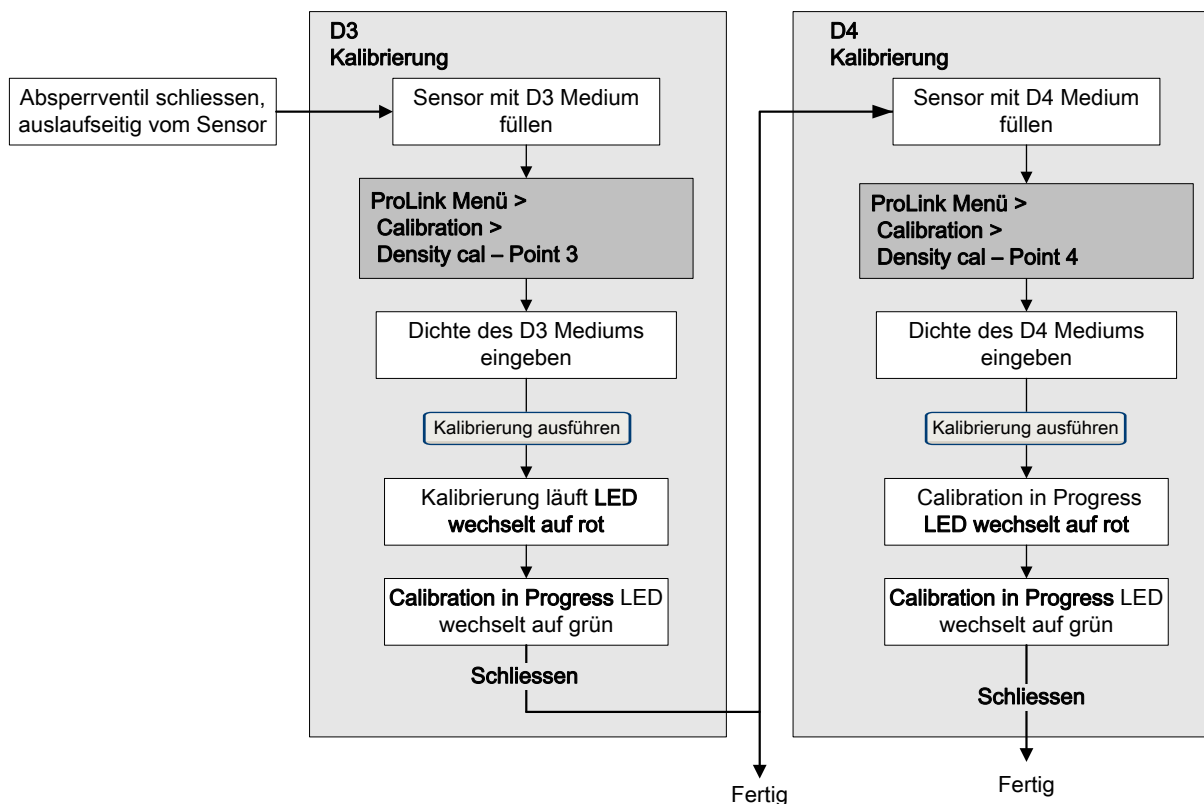 Absperrventil schliessen,
auslaufseitig vom Sensor
D3
Kalibrierung
Sensor mit D3 Medium
füllen
ProLink Menü >
Calibration >
Density cal – Point 3
Dichte des D3 Mediums
eingeben
Kalibrierung ausführen
Kalibrierung läuft LED
wechselt auf rot
Calibration in Progress LED
wechselt auf grün
Schliessen
Fertig
D4
Kalibrierung
Sensor mit D4 Medium
füllen
ProLink Menü >
Calibration >
Density cal – Point 4
Dichte des D4 Mediums
eingeben
Kalibrierung ausführen
Calibration in Progress
LED wechselt auf rot
Calibration in Progress LED
wechselt auf grün
Schliessen
Fertig